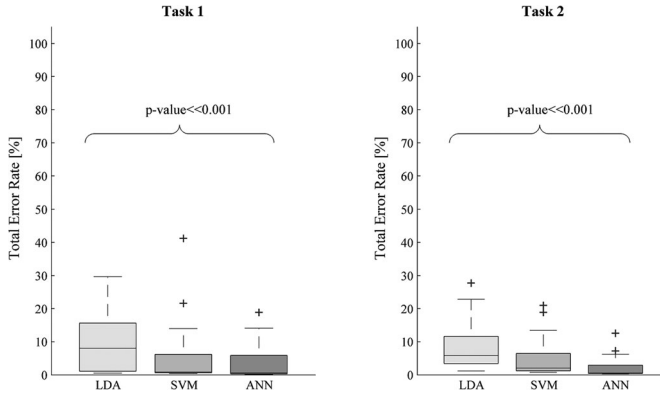 Task 1
Total Error Rate [%]
100
90
80
70
60
50
40
30
20
10
0
p-value<<0.001
LDA SVM ANN
Task 2
Total Error Rate [%]
100
90
80
70
60
50
40
30
20
10
0
p-value<<0.001
LDA SVM ANN